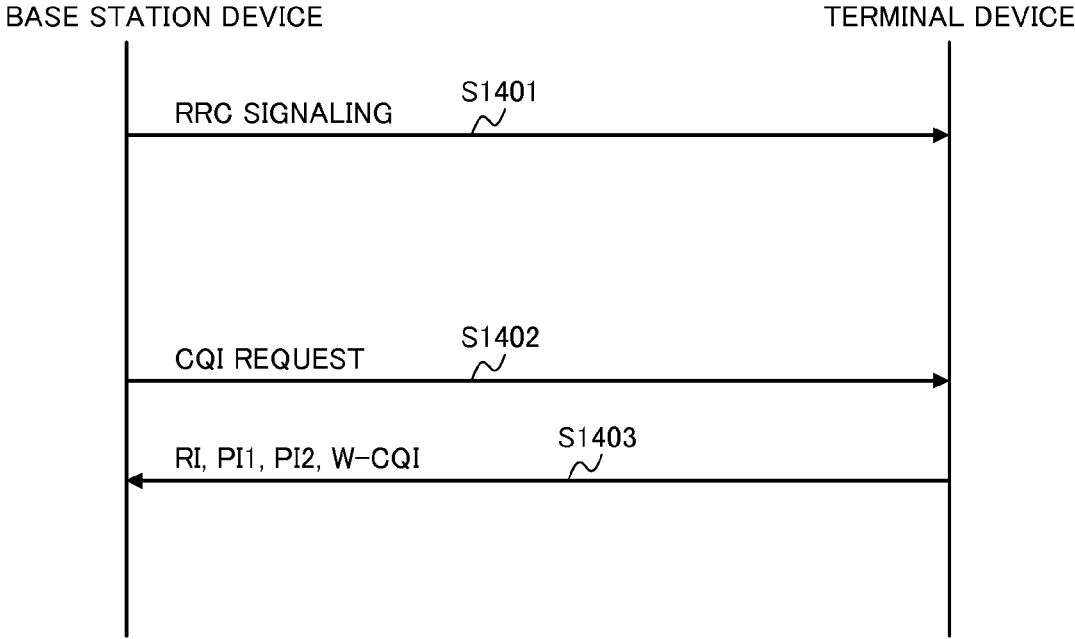 BASE STATION DEVICE
TERMINAL DEVICE
S1401
RRC SIGNALING
S1402
CQI REQUEST
S1403
RI, PI1, PI2, W-CQI